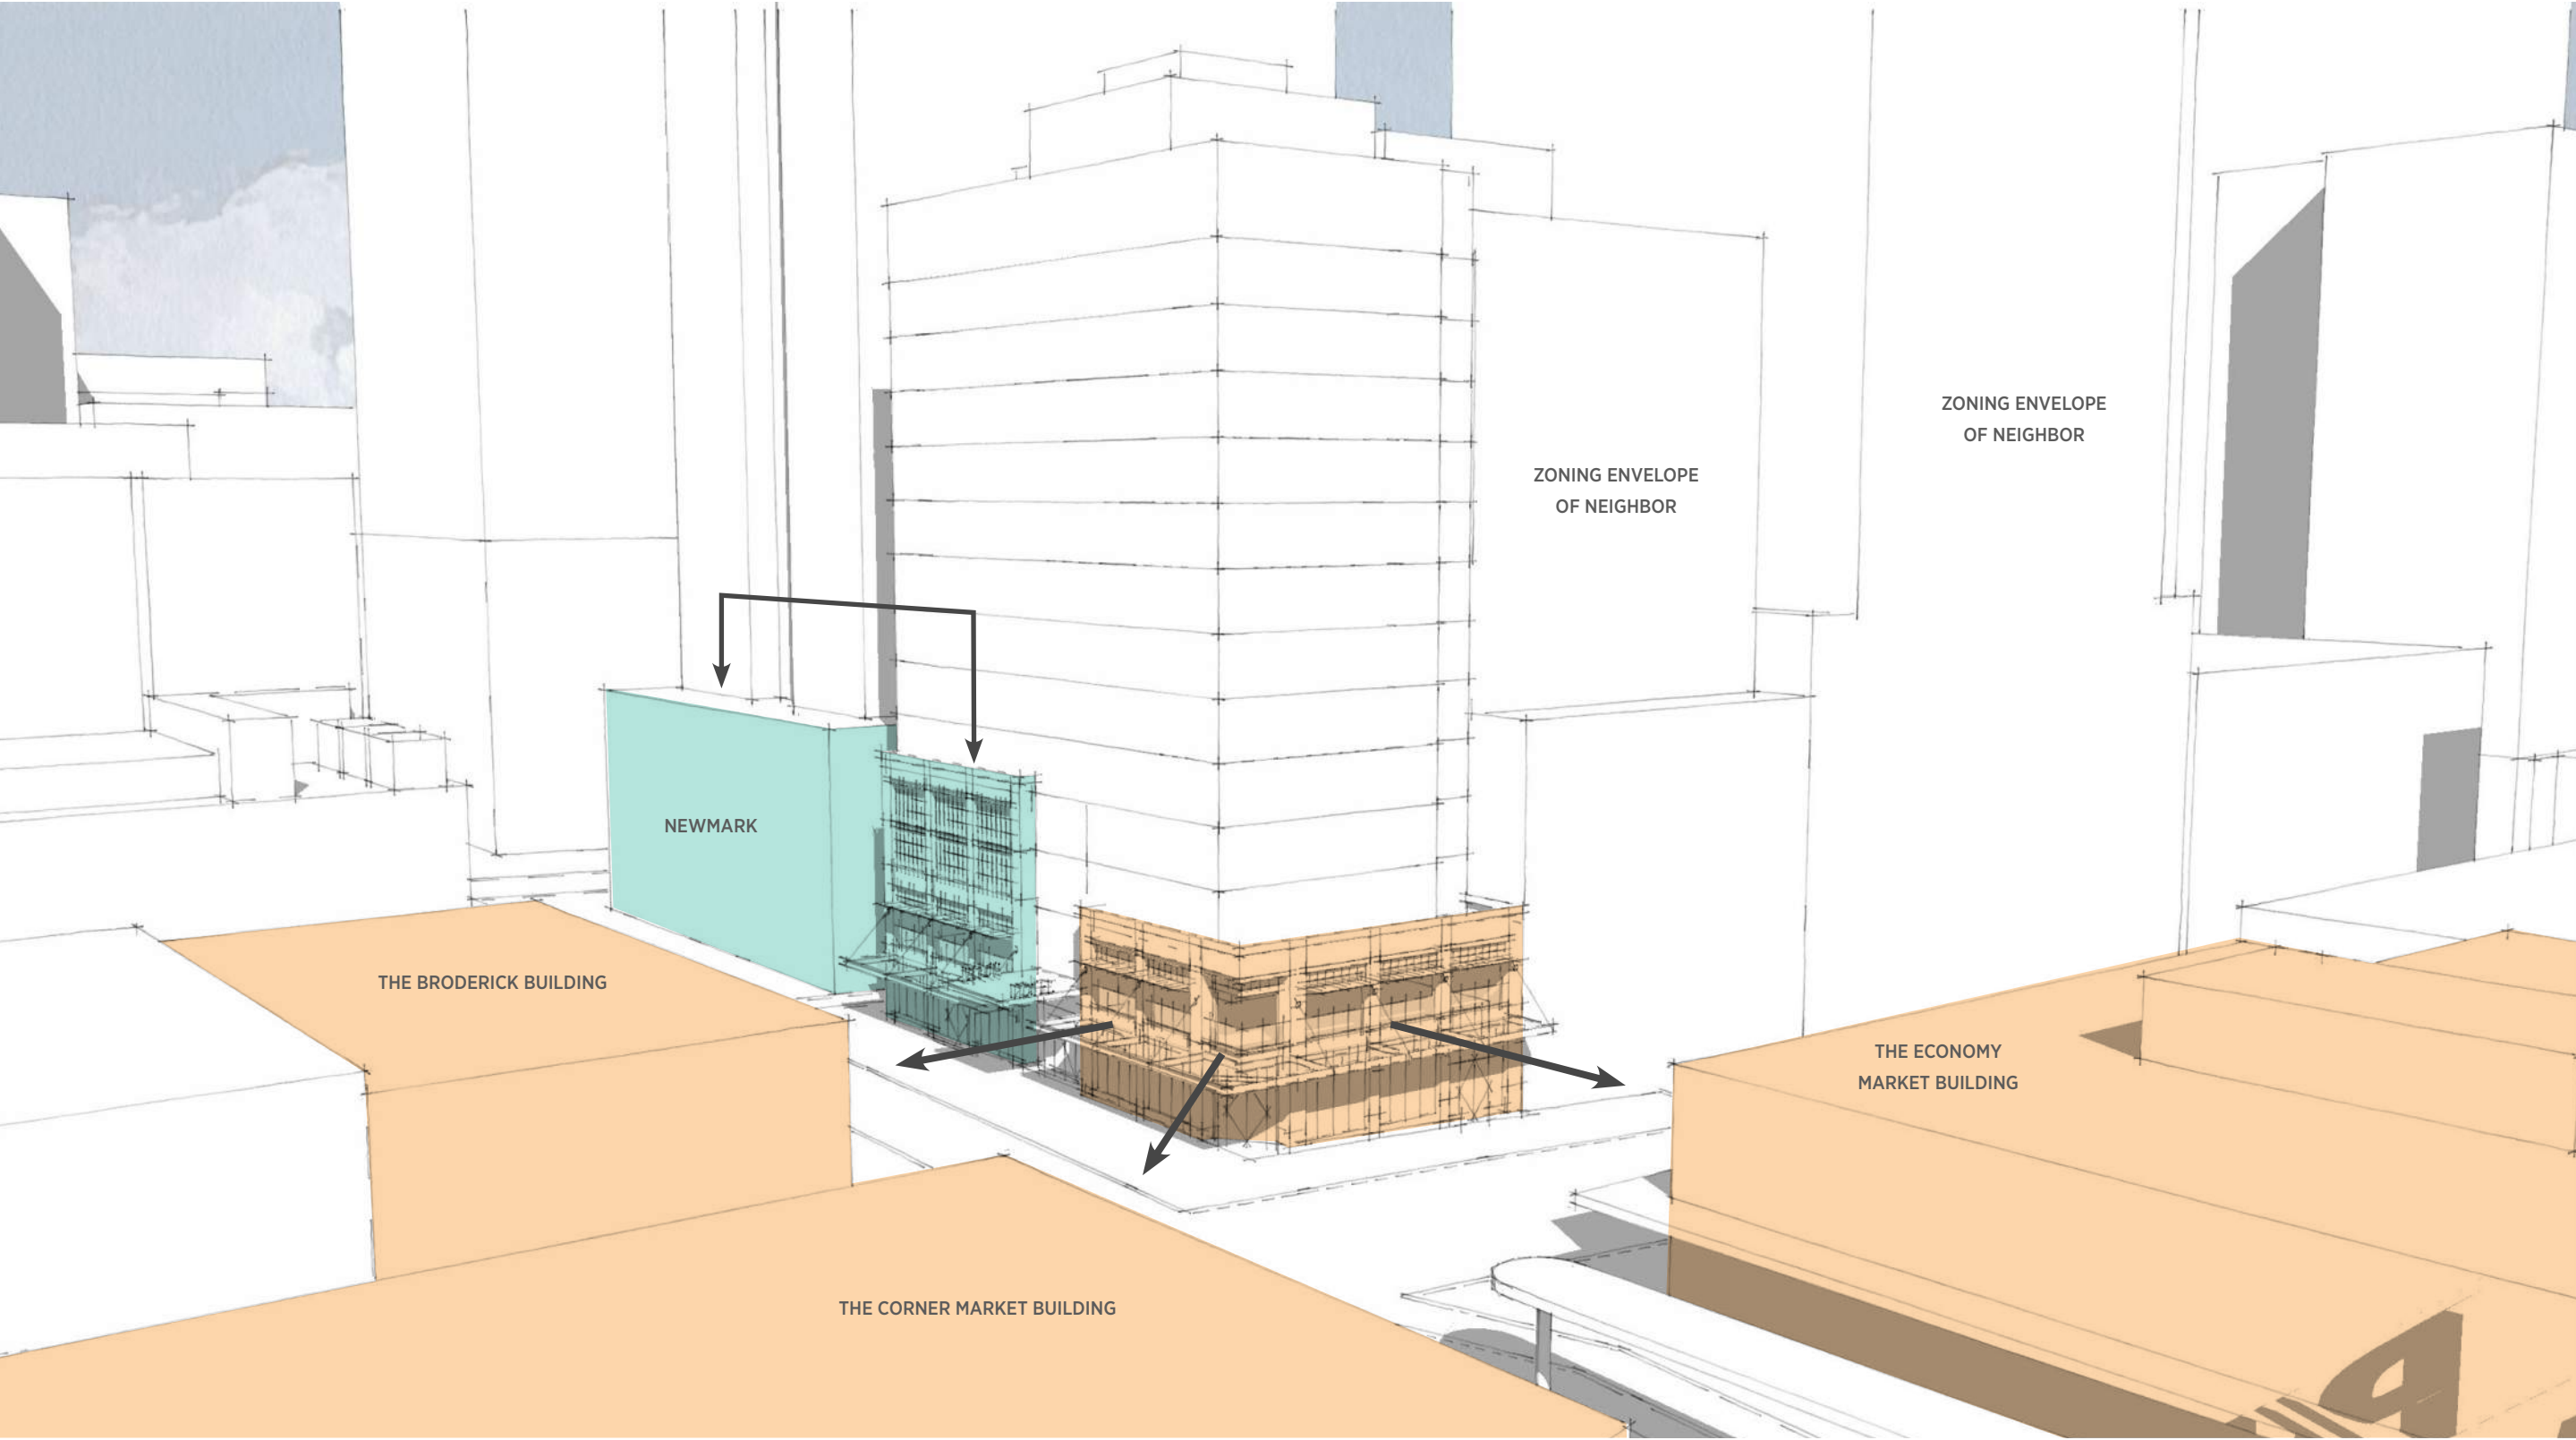 ZONING ENVELOPE
OF NEIGHBOR
ZONING ENVELOPE
OF NEIGHBOR
NEWMARK
THE BRODERICK BUILDING
THE ECONOMY
MARKET BUILDING
THE CORNER MARKET BUILDING